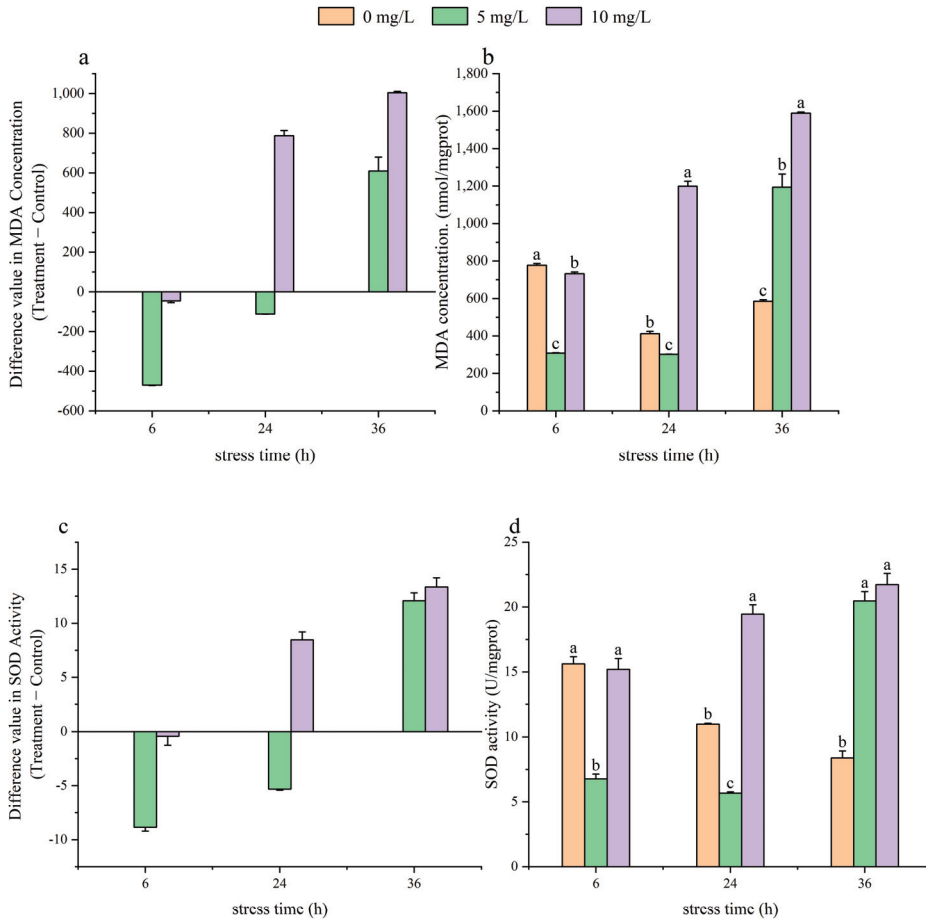 0 mg/L 5 mg/L 10 mg/L
a
Difference value in MDA Concentration
(Treatment – Control)
1,000
800
600
400
200
0
-200
-400
-600
6 24 36
stress time (h)
b
MDA concentration. (nmol/mgprot)
1,800
1,600
1,400
1,200
1,000
800
600
400
200
0
a c b
b c a
c b a
6 24 36
stress time (h)
c
Difference value in SOD Activity
(Treatment – Control)
15
10
5
0
-5
-10
6 24 36
stress time (h)
d
SOD activity (U/mgprot)
25
20
15
10
5
0
a b a
b c a
b a a
6 24 36
stress time (h)